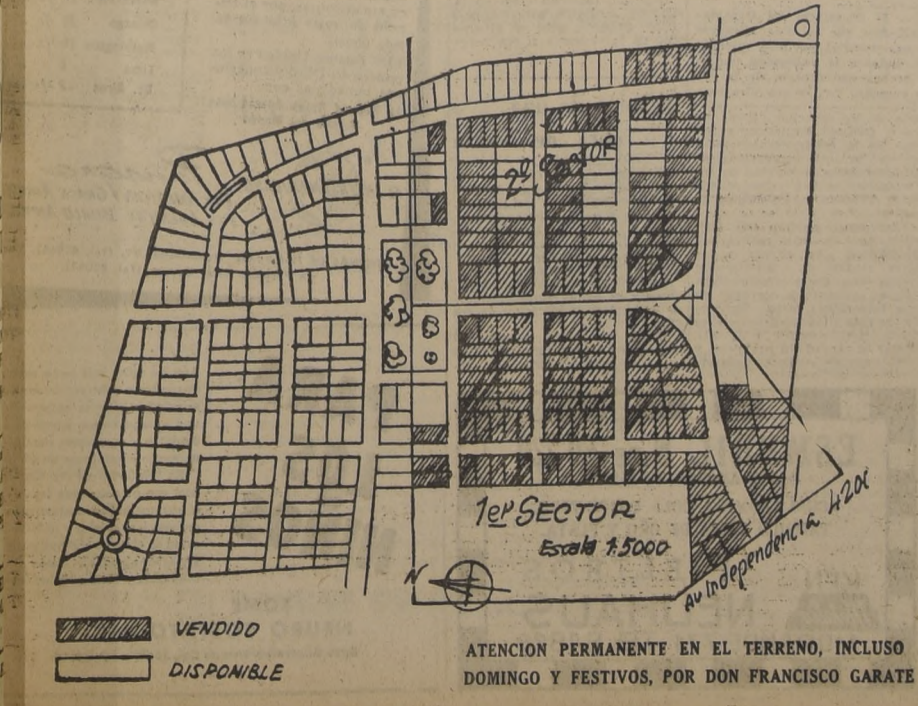 2º Sector
1er SECTOR
Escala 1:5000
N
Av Independencia 4201
VENDIDO
DISPONIBLE
ATENCION PERMANENTE EN EL TERRENO, INCLUSO
DOMINGO Y FESTIVOS, POR DON FRANCISCO GARATE